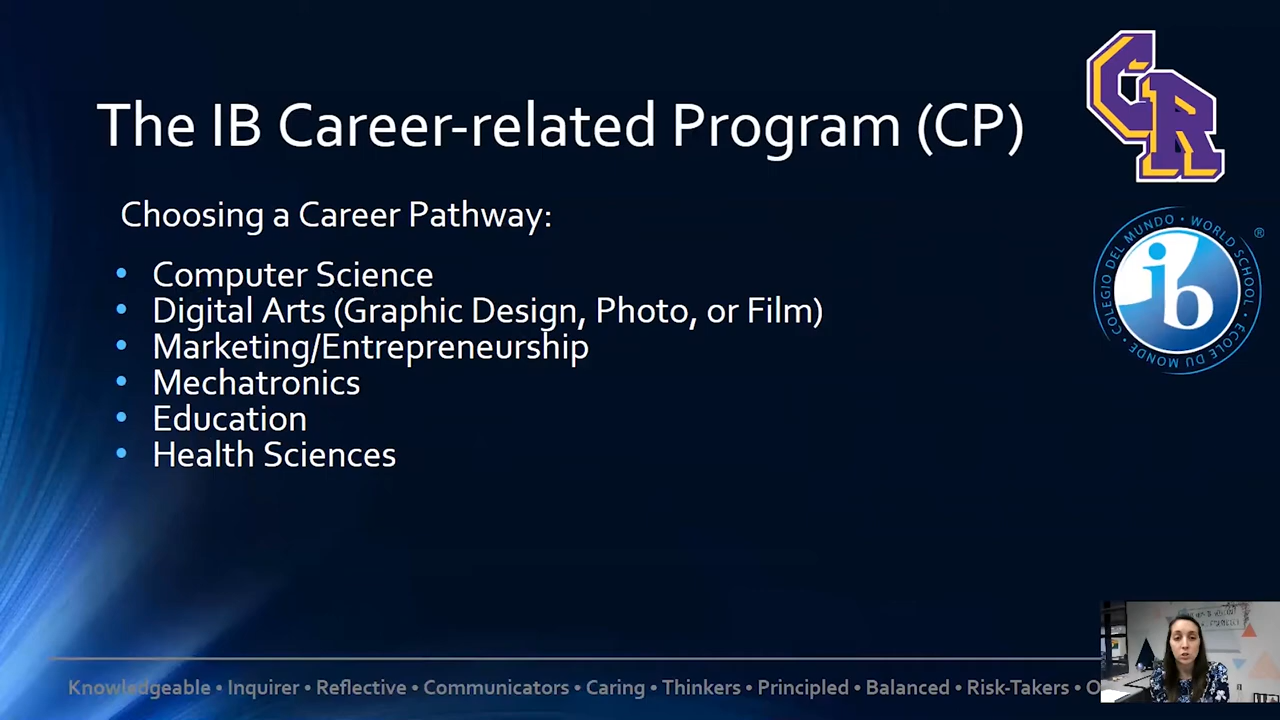 The IB Career-related Program (CP)
CR
Choosing a Career Pathway:
• Computer Science
• Digital Arts (Graphic Design, Photo, or Film)
• Marketing/Entrepreneurship
• Mechatronics
• Education
• Health Sciences
COLEGIO DEL MUNDO • WORLD SCHOOL • ÉCOLE DU MONDE •
®
ib
Knowledgeable • Inquirer • Reflective • Communicators • Caring • Thinkers • Principled • Balanced • Risk-Takers • O